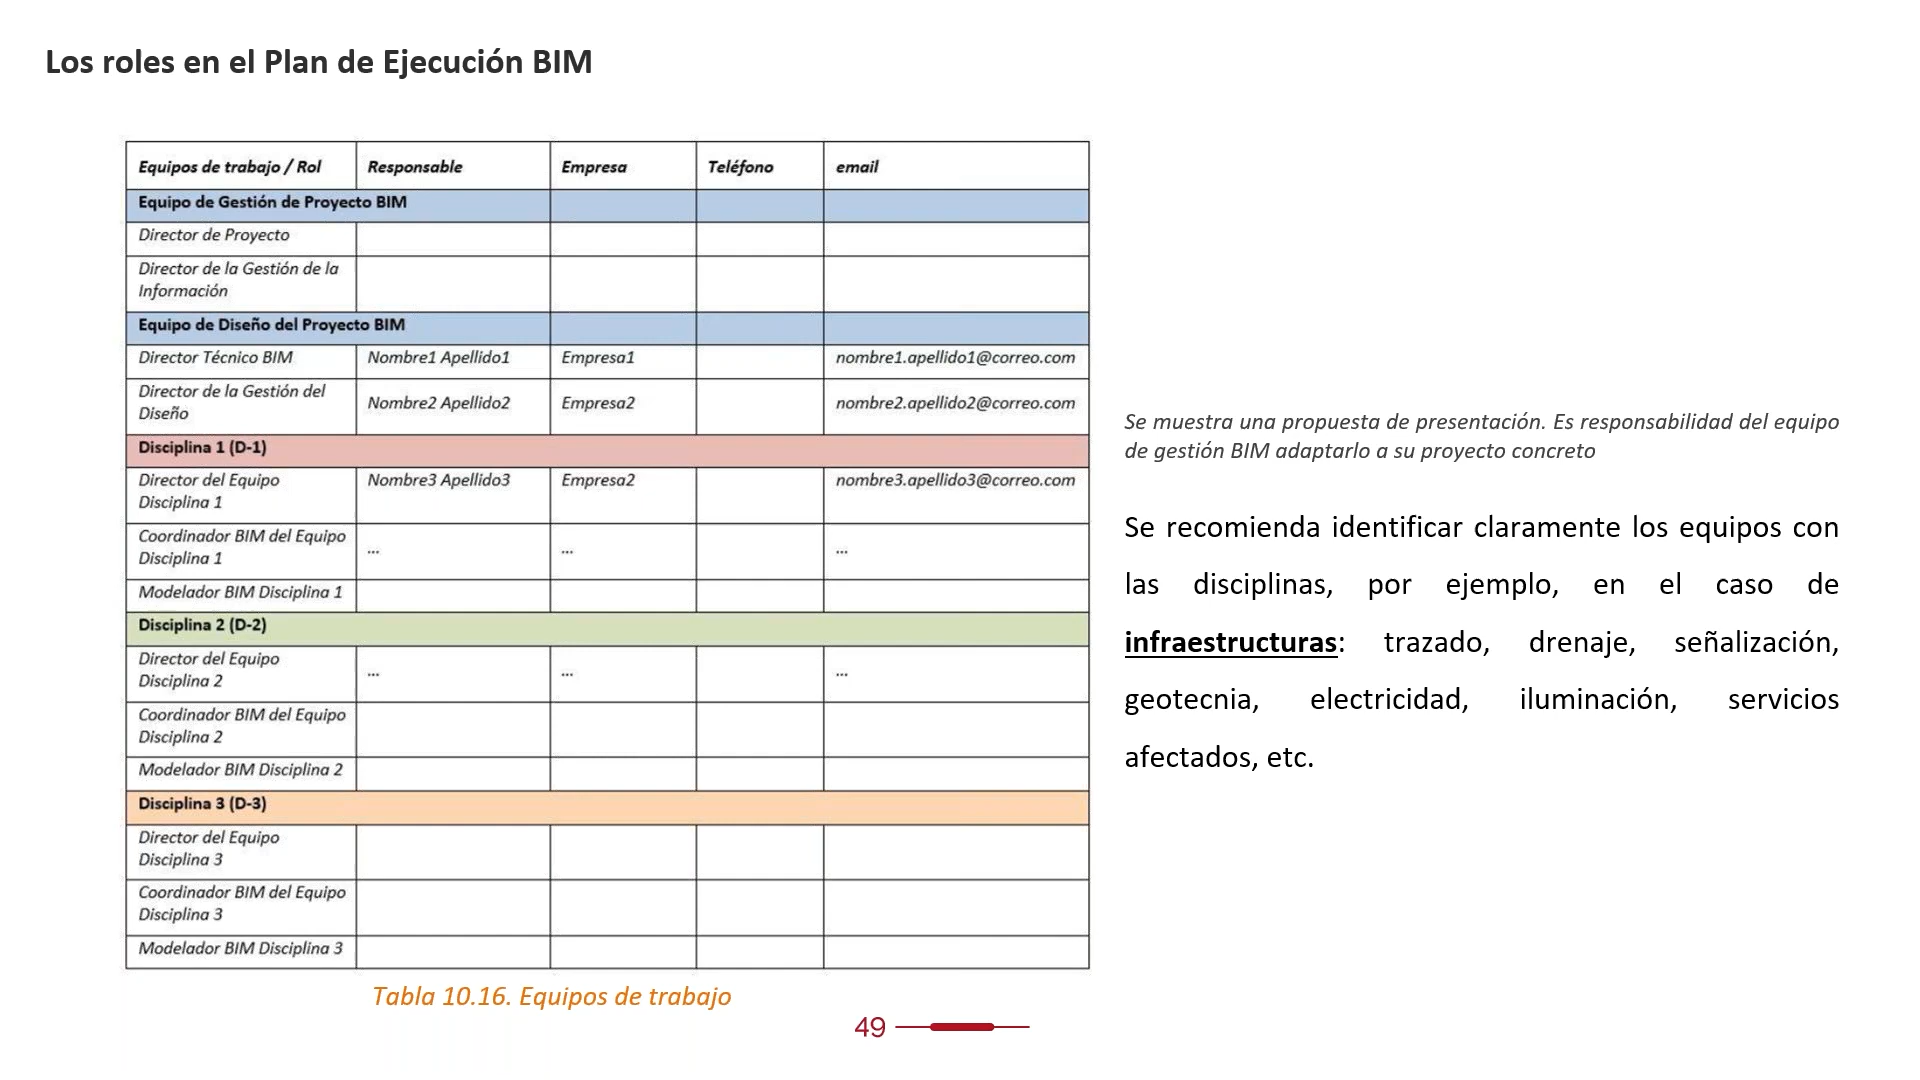 Los roles en el Plan de Ejecución BIM
Equipos de trabajo / Rol Responsable Empresa Teléfono email
Equipo de Gestión de Proyecto BIM
Director de Proyecto
Director de la Gestión de la
Información
Equipo de Diseño del Proyecto BIM
Director Técnico BIM Nombre1 Apellido1 Empresa1 nombre1.apellido1@correo.com
Director de la Gestión del
Diseño Nombre2 Apellido2 Empresa2 nombre2.apellido2@correo.com
Disciplina 1 (D-1)
Director del Equipo Nombre3 Apellido3 Empresa2 nombre3.apellido3@correo.com
Disciplina 1
Coordinador BIM del Equipo
Disciplina 1 ... ... ...
Modelador BIM Disciplina 1
Disciplina 2 (D-2)
Director del Equipo
Disciplina 2 ... ... ...
Coordinador BIM del Equipo
Disciplina 2
Modelador BIM Disciplina 2
Disciplina 3 (D-3)
Director del Equipo
Disciplina 3
Coordinador BIM del Equipo
Disciplina 3
Modelador BIM Disciplina 3
Tabla 10.16. Equipos de trabajo
Se muestra una propuesta de presentación. Es responsabilidad del equipo
de gestión BIM adaptarlo a su proyecto concreto
Se recomienda identificar claramente los equipos con
las disciplinas, por ejemplo, en el caso de
infraestructuras: trazado, drenaje, señalización,
geotecnia, electricidad, iluminación, servicios
afectados, etc.
49